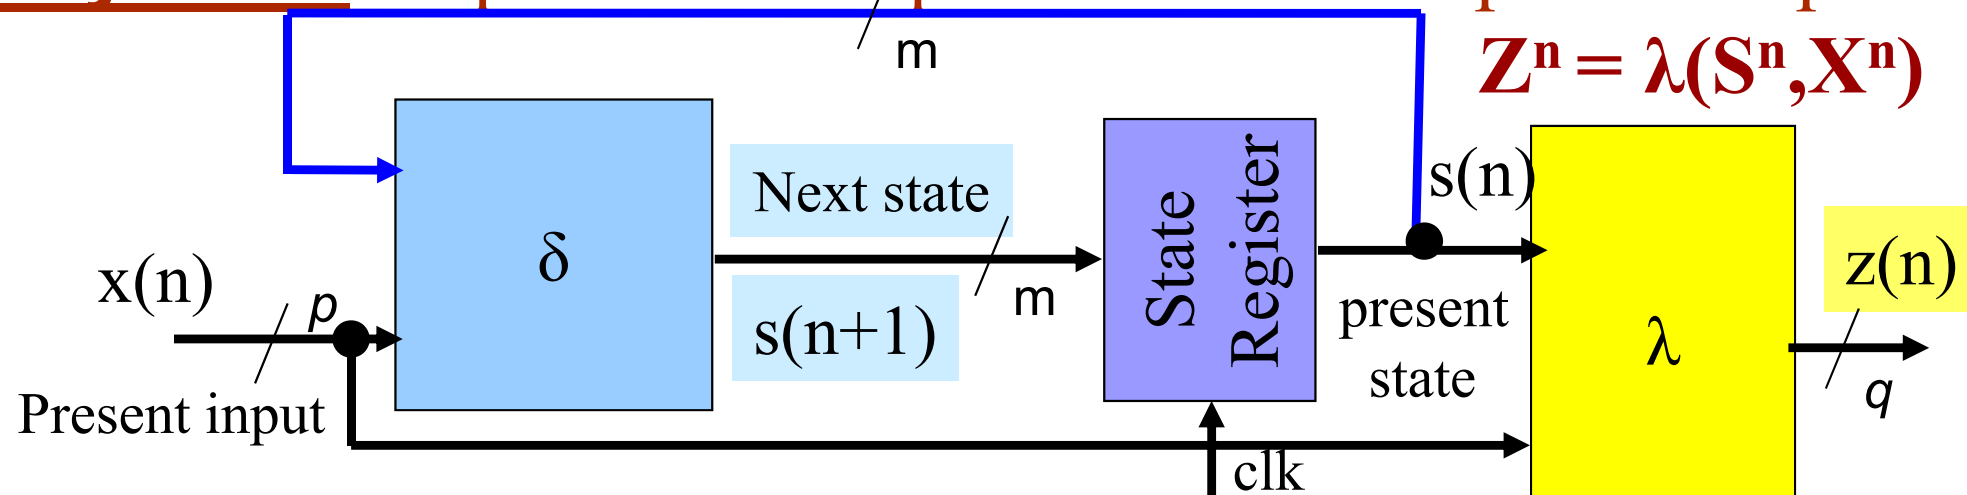 m
Zⁿ = λ(Sⁿ,Xⁿ)
s(n)
Next state
State
Register
δ
x(n)
p
z(n)
m
s(n+1)
present
state
λ
q
Present input
clk